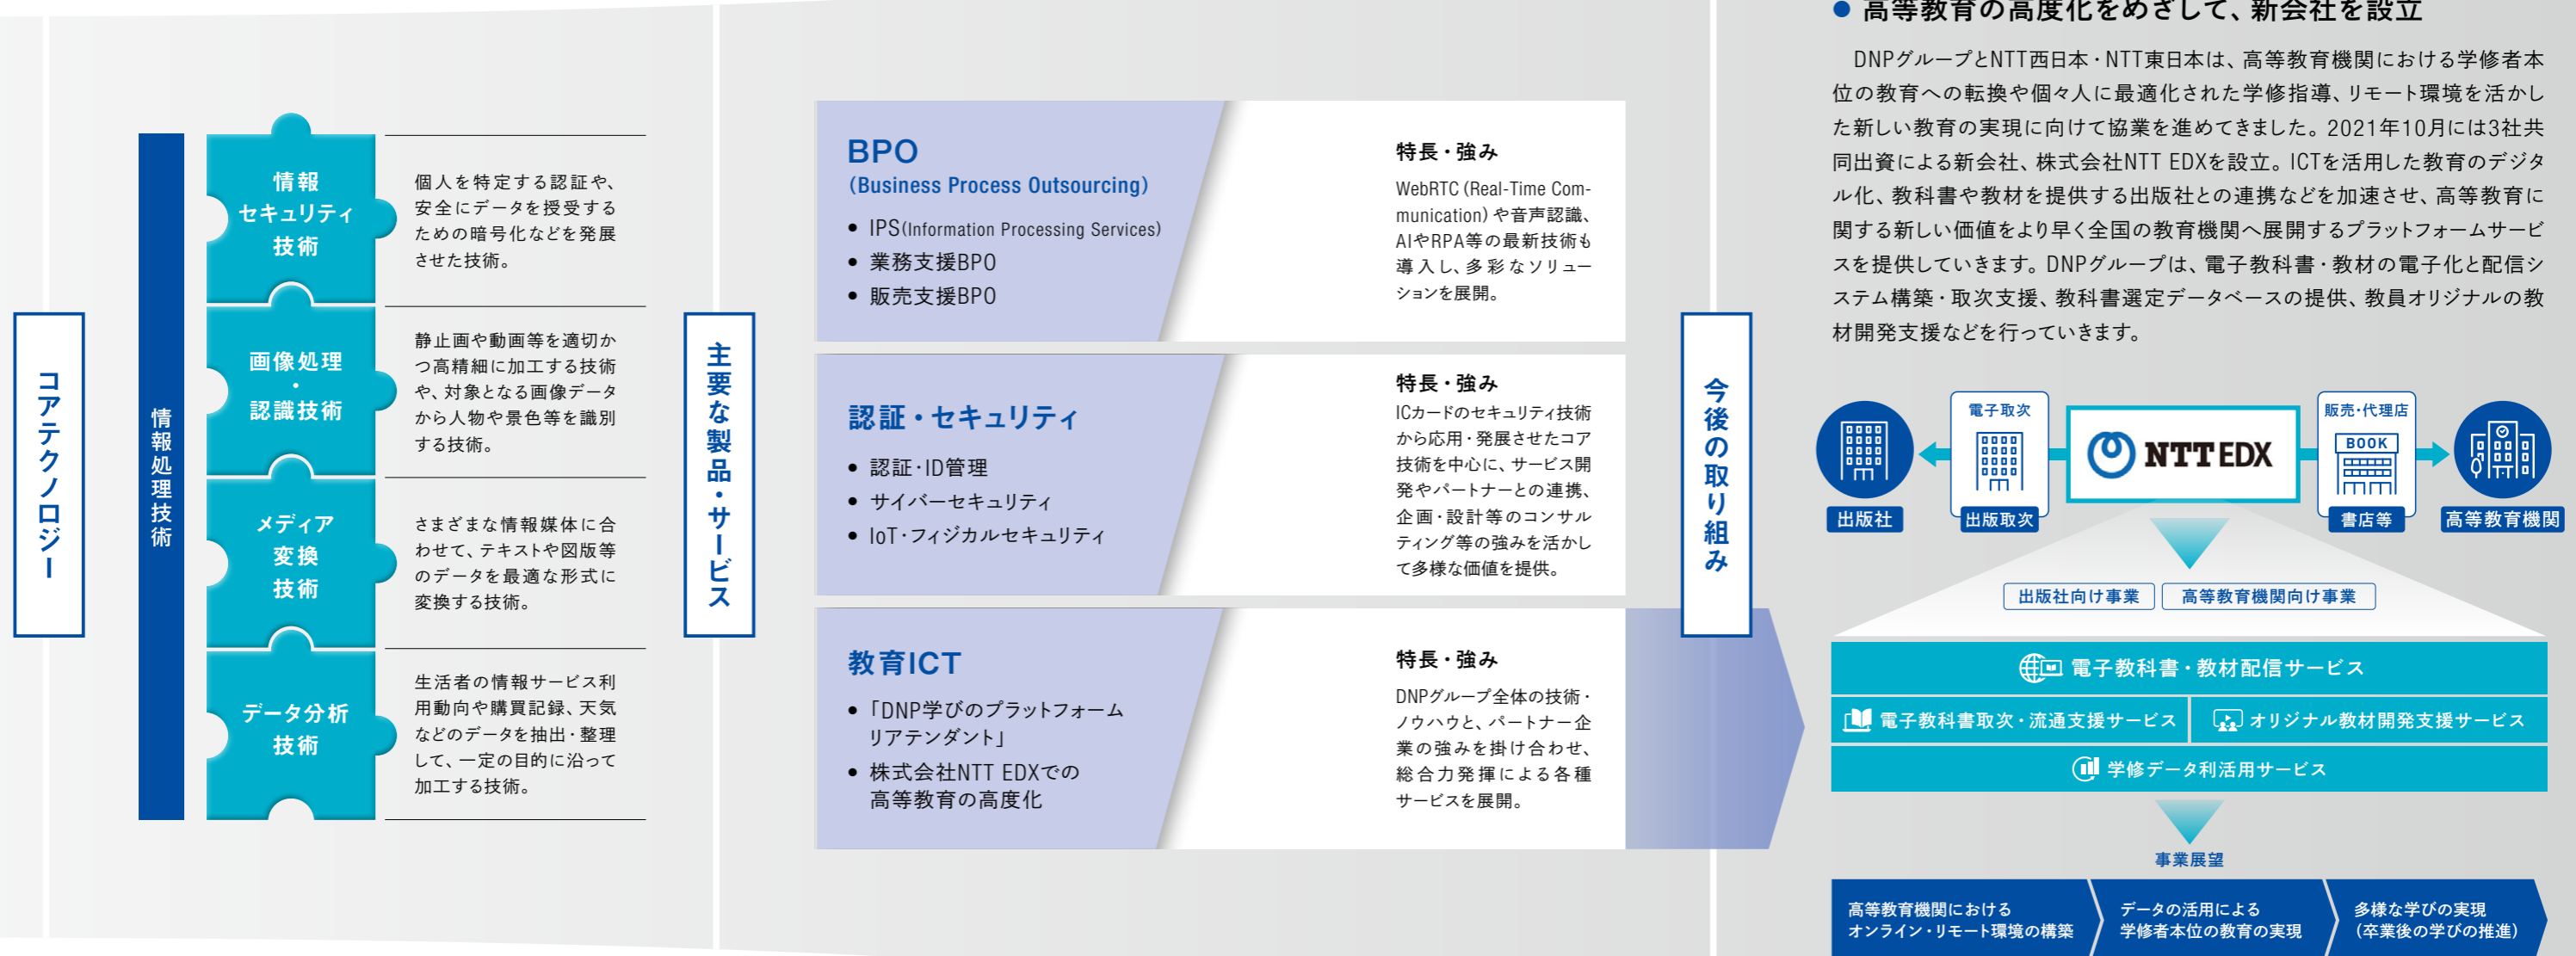 コアテクノロジー
情報処理技術
情報
セキュリティ
技術
個人を特定する認証や、
安全にデータを授受する
ための暗号化などを発展
させた技術。
画像処理
・
認識技術
静止画や動画等を適切か
つ高精細に加工する技術
や、対象となる画像データ
から人物や景色等を識別
する技術。
メディア
変換
技術
さまざまな情報媒体に合
わせて、テキストや図版等
のデータを最適な形式に
変換する技術。
データ分析
技術
生活者の情報サービス利
用動向や購買記録、天気
などのデータを抽出・整理
して、一定の目的に沿って
加工する技術。
主要な製品・サービス
BPO
(Business Process Outsourcing)
• IPS(Information Processing Services)
• 業務支援BPO
• 販売支援BPO
特長・強み
WebRTC(Real-Time Com-
munication)や音声認識、
AIやRPA等の最新技術も
導入し、多彩なソリュー
ションを展開。
認証・セキュリティ
• 認証・ID管理
• サイバーセキュリティ
• IoT・フィジカルセキュリティ
特長・強み
ICカードのセキュリティ技術
から応用・発展させたコア
技術を中心に、サービス開
発やパートナーとの連携、
企画・設計等のコンサル
ティング等の強みを活かし
て多様な価値を提供。
教育ICT
• 「DNP学びのプラットフォーム
リアテンダント」
• 株式会社NTT EDXでの
高等教育の高度化
特長・強み
DNPグループ全体の技術・
ノウハウと、パートナー企
業の強みを掛け合わせ、
総合力発揮による各種
サービスを展開。
今後の取り組み
● 高等教育の高度化をめざして、新会社を設立
DNPグループとNTT西日本・NTT東日本は、高等教育機関における学修者本
位の教育への転換や個々人に最適化された学修指導、リモート環境を活かし
た新しい教育の実現に向けて協業を進めてきました。2021年10月には3社共
同出資による新会社、株式会社NTT EDXを設立。ICTを活用した教育のデジタ
ル化、教科書や教材を提供する出版社との連携などを加速させ、高等教育に
関する新しい価値をより早く全国の教育機関へ展開するプラットフォームサービ
スを提供していきます。DNPグループは、電子教科書・教材の電子化と配信シ
ステム構築・取次支援、教科書選定データベースの提供、教員オリジナルの教
材開発支援などを行っていきます。
出版社
電子取次
出版取次
NTT EDX
販売・代理店
BOOK
書店等
高等教育機関
出版社向け事業
高等教育機関向け事業
電子教科書・教材配信サービス
電子教科書取次・流通支援サービス
オリジナル教材開発支援サービス
学修データ利活用サービス
事業展望
高等教育機関における
オンライン・リモート環境の構築
データの活用による
学修者本位の教育の実現
多様な学びの実現
(卒業後の学びの推進)